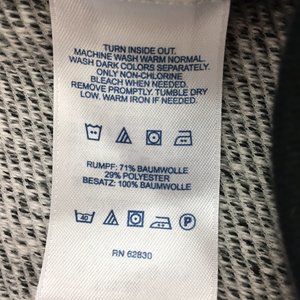 TURN INSIDE OUT.
MACHINE WASH WARM NORMAL.
WASH DARK COLORS SEPARATELY.
ONLY NON-CHLORINE
BLEACH WHEN NEEDED.
REMOVE PROMPTLY. TUMBLE DRY
LOW. WARM IRON IF NEEDED.
RUMPF: 71% BAUMWOLLE
29% POLYESTER
BESATZ: 100% BAUMWOLLE
P
RN 62830